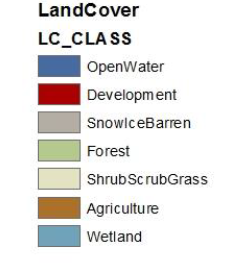 LandCover
LC_CLASS
OpenWater
Development
SnowIceBarren
Forest
ShrubScrubGrass
Agriculture
Wetland